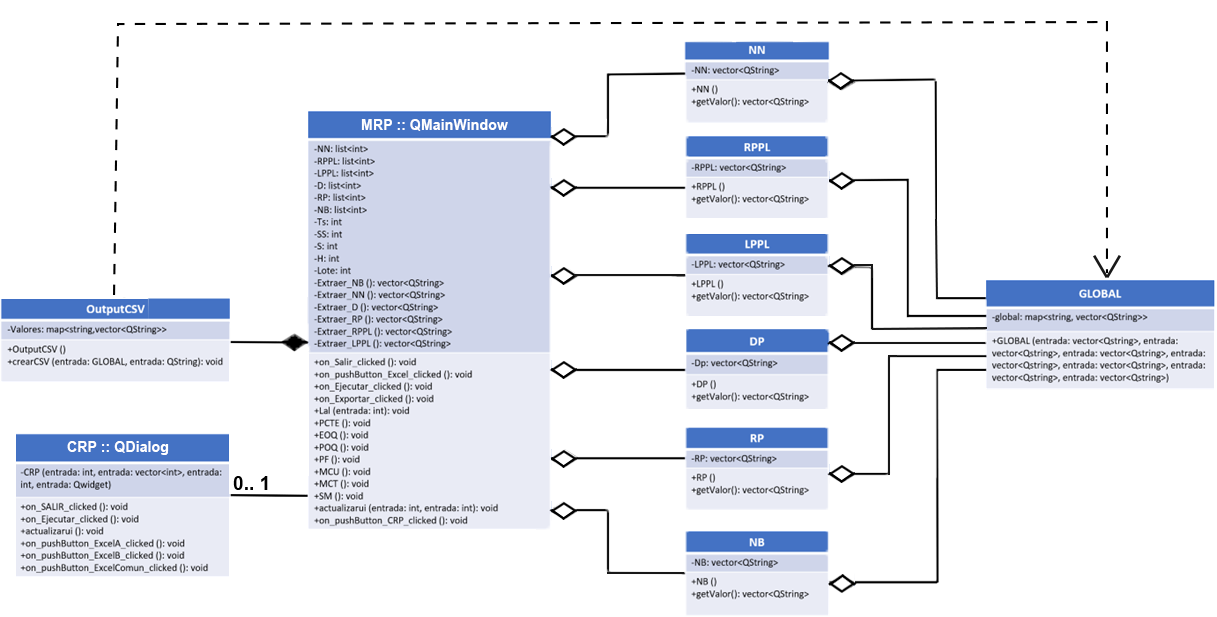 OutputCSV
-Valores: map<string,vector<QString>>
+OutputCSV ()
+crearCSV (entrada: GLOBAL, entrada: QString): void
CRP :: QDialog
-CRP (entrada: int, entrada: vector<int>, entrada:
int, entrada: Qwidget)
+on_SALIR_clicked (): void
+on_Ejecutar_clicked (): void
+actualizarui (): void
+on_pushButton_ExcelA_clicked (): void
+on_pushButton_ExcelB_clicked (): void
+on_pushButton_ExcelComun_clicked (): void
0.. 1
MRP :: QMainWindow
-NN: list<int>
-RPPL: list<int>
-LPPL: list<int>
-D: list<int>
-RP: list<int>
-NB: list<int>
-Ts: int
-SS: int
-S: int
-H: int
-Lote: int
-Extraer_NB (): vector<QString>
-Extraer_NN (): vector<QString>
-Extraer_D (): vector<QString>
-Extraer_RP (): vector<QString>
-Extraer_RPPL (): vector<QString>
-Extraer_LPPL (): vector<QString>
+on_Salir_clicked (): void
+on_pushButton_Excel_clicked (): void
+on_Ejecutar_clicked (): void
+on_Exportar_clicked (): void
+Lal (entrada: int): void
+PCTE (): void
+EOQ (): void
+POQ (): void
+PF (): void
+MCU (): void
+MCT (): void
+SM (): void
+actualizarui (entrada: int, entrada: int): void
+on_pushButton_CRP_clicked (): void
NN
-NN: vector<QString>
+NN ()
+getValor(): vector<QString>
RPPL
-RPPL: vector<QString>
+RPPL ()
+getValor(): vector<QString>
LPPL
-LPPL: vector<QString>
+LPPL ()
+getValor(): vector<QString>
DP
-Dp: vector<QString>
+DP ()
+getValor(): vector<QString>
RP
-RP: vector<QString>
+RP ()
+getValor(): vector<QString>
NB
-NB: vector<QString>
+NB ()
+getValor(): vector<QString>
GLOBAL
-global: map<string, vector<QString>>
+GLOBAL (entrada: vector<Qstring>, entrada:
vector<QString>, entrada: vector<QString>, entrada:
vector<QString>, entrada: vector<QString>, entrada:
vector<QString>, entrada: vector<QString>)